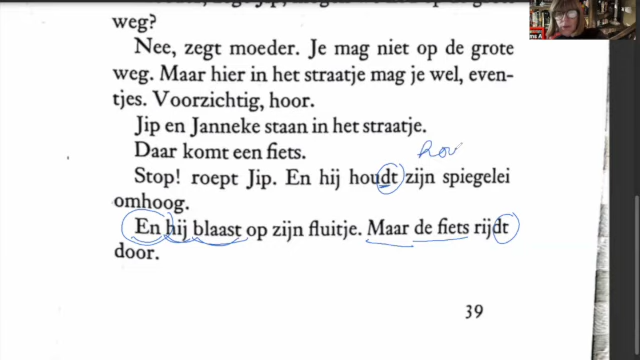 weg?
Nee, zegt moeder. Je mag niet op de grote
weg. Maar hier in het straatje mag je wel, even-
tjes. Voorzichtig, hoor.
Jip en Janneke staan in het straatje.
Daar komt een fiets.
Stop! roept Jip. En hij houdt zijn spiegelei
omhoog.
En hij blaast op zijn fluitje. Maar de fiets rijdt
door.
39